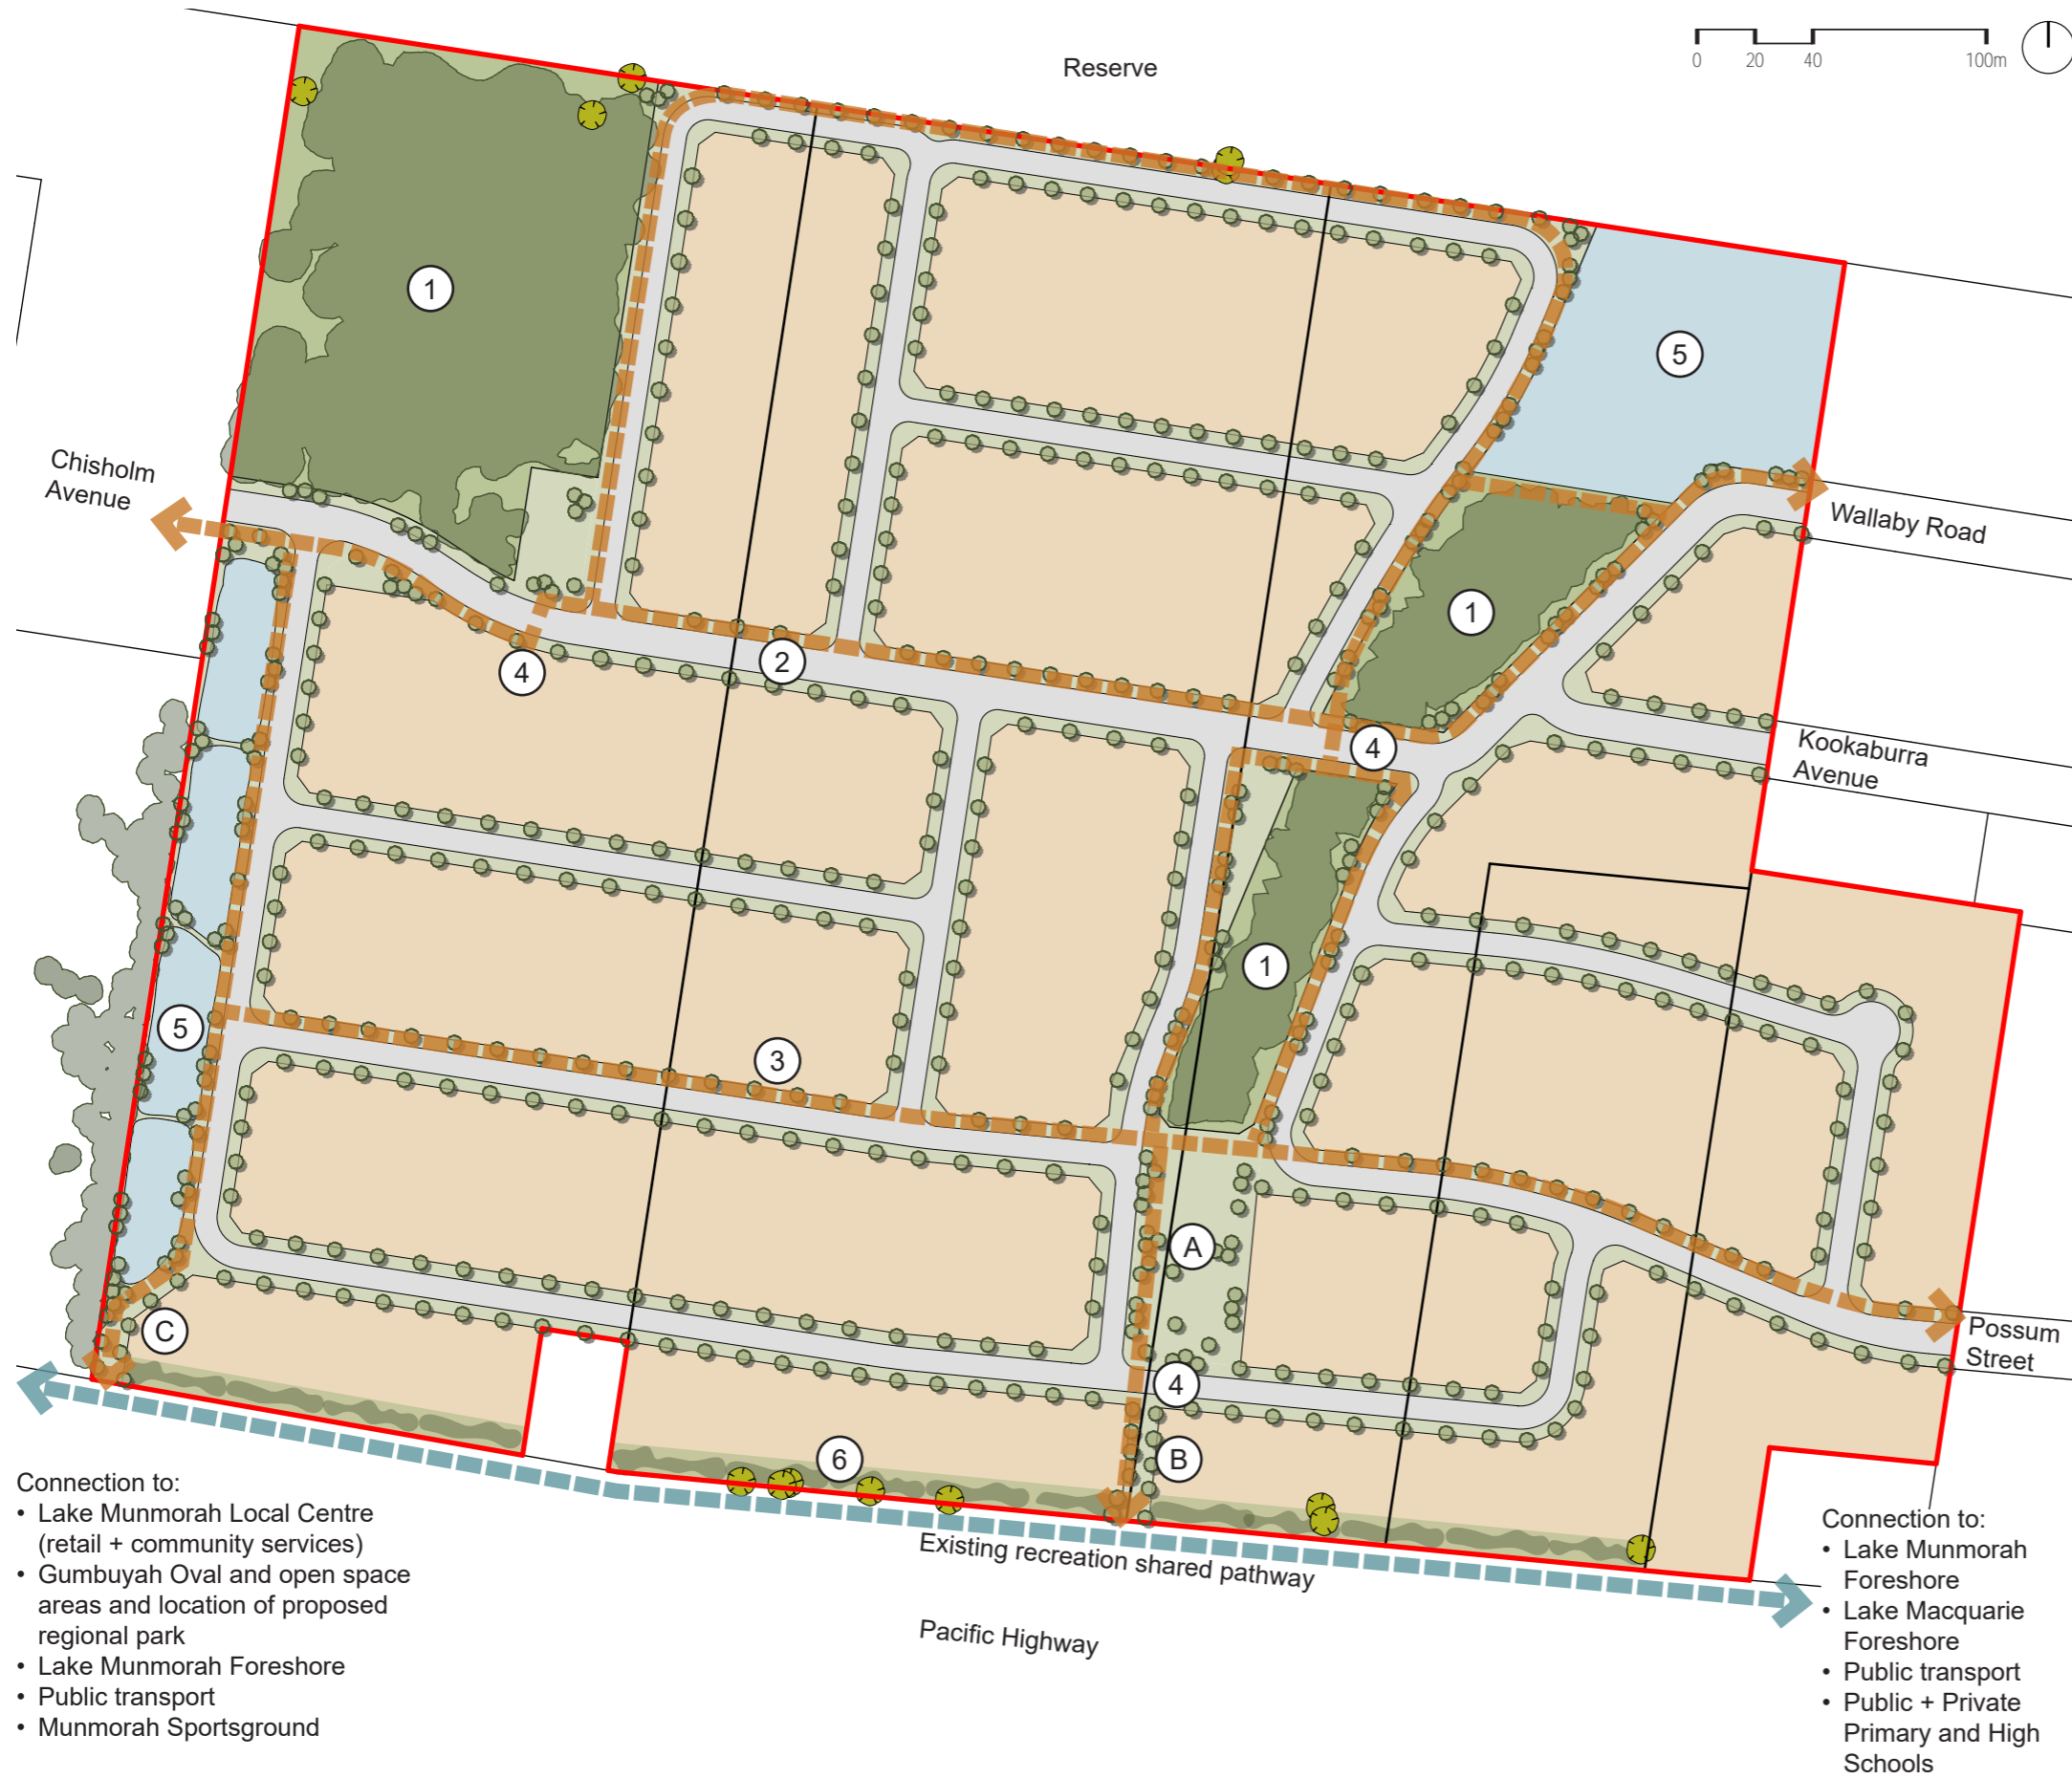 Reserve
0 20 40 100m
1
5
Chisholm
Avenue
Wallaby Road
1
2
4
4
Kookaburra
Avenue
1
5
3
A
C
Possum
Street
4
6
B
Existing recreation shared pathway
Pacific Highway
Connection to:
• Lake Munmorah Local Centre
(retail + community services)
• Gumbuyah Oval and open space
areas and location of proposed
regional park
• Lake Munmorah Foreshore
• Public transport
• Munmorah Sportsground
Connection to:
• Lake Munmorah
Foreshore
• Lake Macquarie
Foreshore
• Public transport
• Public + Private
Primary and High
Schools